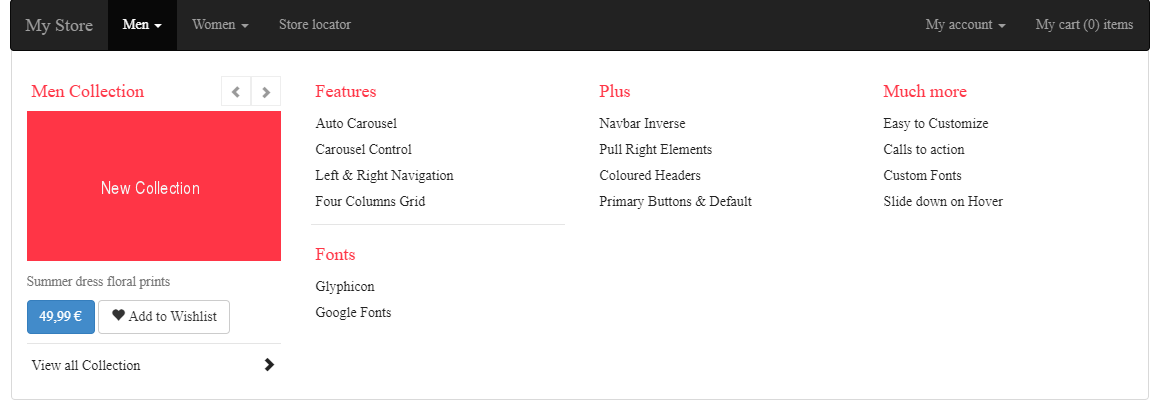 My Store Men Women Store locator My account My cart (0) items
Men Collection
New Collection
Summer dress floral prints
49,99 € Add to Wishlist
View all Collection
Features
Auto Carousel
Carousel Control
Left & Right Navigation
Four Columns Grid
Fonts
Glyphicon
Google Fonts
Plus
Navbar Inverse
Pull Right Elements
Coloured Headers
Primary Buttons & Default
Much more
Easy to Customize
Calls to action
Custom Fonts
Slide down on Hover